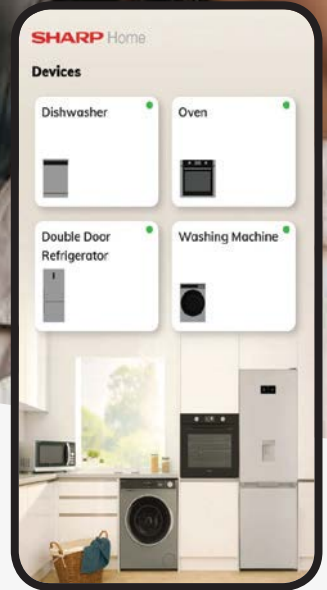 SHARP Home
Devices
Dishwasher
Oven
Double Door
Refrigerator
Washing Machine